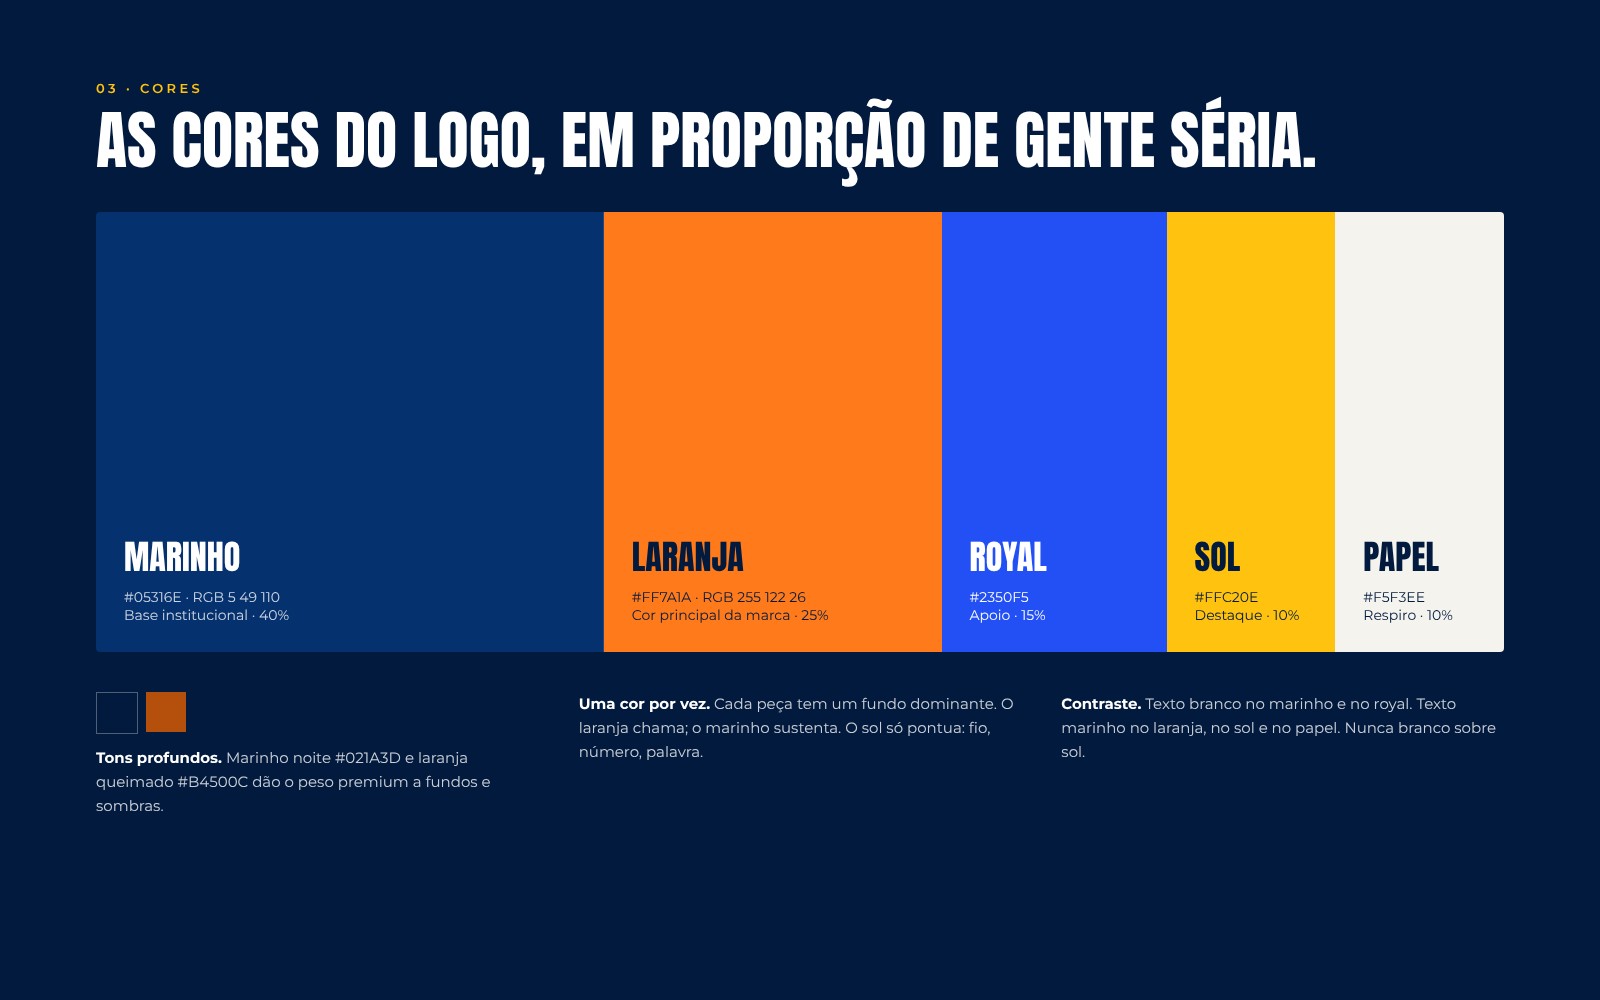 03 · CORES
AS CORES DO LOGO, EM PROPORÇÃO DE GENTE SÉRIA.
MARINHO
#05316E · RGB 5 49 110
Base institucional · 40%
LARANJA
#FF7A1A · RGB 255 122 26
Cor principal da marca · 25%
ROYAL
#2350F5
Apoio · 15%
SOL
#FFC20E
Destaque · 10%
PAPEL
#F5F3EE
Respiro · 10%
Tons profundos. Marinho noite #021A3D e laranja
queimado #B4500C dão o peso premium a fundos e
sombras.
Uma cor por vez. Cada peça tem um fundo dominante. O
laranja chama; o marinho sustenta. O sol só pontua: fio,
número, palavra.
Contraste. Texto branco no marinho e no royal. Texto
marinho no laranja, no sol e no papel. Nunca branco sobre
sol.